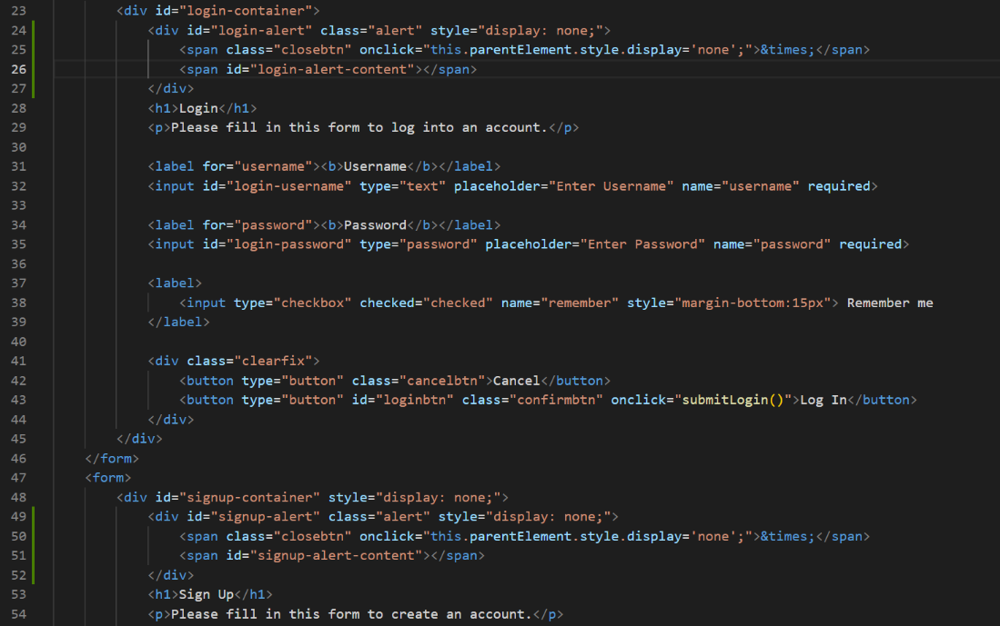 23 <div id="login-container">
24 <div id="login-alert" class="alert" style="display: none;">
25 <span class="closebtn" onclick="this.parentElement.style.display='none';">&times;</span>
26 <span id="login-alert-content"></span>
27 </div>
28 <h1>Login</h1>
29 <p>Please fill in this form to log into an account.</p>
30
31 <label for="username"><b>Username</b></label>
32 <input id="login-username" type="text" placeholder="Enter Username" name="username" required>
33
34 <label for="password"><b>Password</b></label>
35 <input id="login-password" type="password" placeholder="Enter Password" name="password" required>
36
37 <label>
38 <input type="checkbox" checked="checked" name="remember" style="margin-bottom:15px"> Remember me
39 </label>
40
41 <div class="clearfix">
42 <button type="button" class="cancelbtn">Cancel</button>
43 <button type="button" id="loginbtn" class="confirmbtn" onclick="submitLogin()">Log In</button>
44 </div>
45 </div>
46 </form>
47 <form>
48 <div id="signup-container" style="display: none;">
49 <div id="signup-alert" class="alert" style="display: none;">
50 <span class="closebtn" onclick="this.parentElement.style.display='none';">&times;</span>
51 <span id="signup-alert-content"></span>
52 </div>
53 <h1>Sign Up</h1>
54 <p>Please fill in this form to create an account.</p>